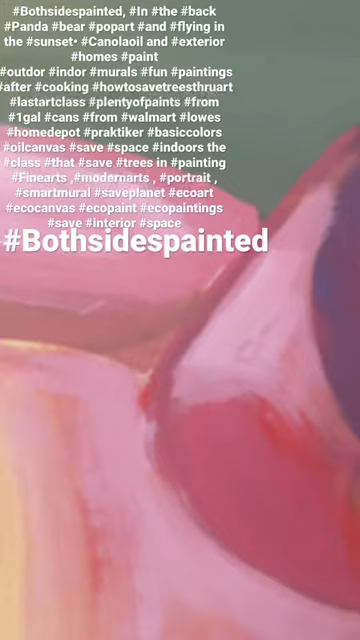 #Bothsidespainted, #In #the #back
#Panda #bear #popart #and #flying in
the #sunset• #Canolaoil and #exterior
#homes #paint
#outdor #indor #murals #fun #paintings
#after #cooking #howtosavetreesthruart
#lastartclass #plentyofpaints #from
#1gal #cans #from #walmart #lowes
#homedepot #praktiker #basiccolors
#oilcanvas #save #space #indoors the
#class #that #save #trees in #painting
#Finearts ,#modernarts , #portrait ,
#smartmural #saveplanet #ecoart
#ecocanvas #ecopaint #ecopaintings
#save #interior #space
#Bothsidespainted